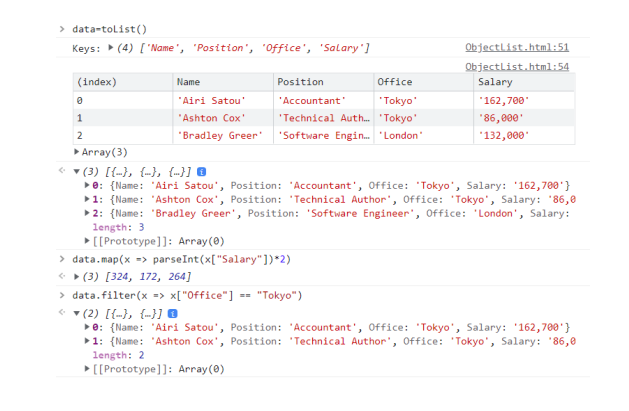 > data=toList()
Keys: ▶(4) ['Name', 'Position', 'Office', 'Salary'] ObjectList.html:51
ObjectList.html:54
(index) Name Position Office Salary
0 'Airi Satou' 'Accountant' 'Tokyo' '162,700'
1 'Ashton Cox' 'Technical Auth… 'Tokyo' '86,000'
2 'Bradley Greer' 'Software Engin… 'London' '132,000'
▶Array(3)
▼(3) [{…}, {…}, {…}] i
▶0: {Name: 'Airi Satou', Position: 'Accountant', Office: 'Tokyo', Salary: '162,700'}
▶1: {Name: 'Ashton Cox', Position: 'Technical Author', Office: 'Tokyo', Salary: '86,0
▶2: {Name: 'Bradley Greer', Position: 'Software Engineer', Office: 'London', Salary:
length: 3
▶[[Prototype]]: Array(0)
> data.map(x => parseInt(x["Salary"])*2)
▶(3) [324, 172, 264]
> data.filter(x => x["Office"] == "Tokyo")
▼(2) [{…}, {…}] i
▶0: {Name: 'Airi Satou', Position: 'Accountant', Office: 'Tokyo', Salary: '162,700'}
▶1: {Name: 'Ashton Cox', Position: 'Technical Author', Office: 'Tokyo', Salary: '86,0
length: 2
▶[[Prototype]]: Array(0)